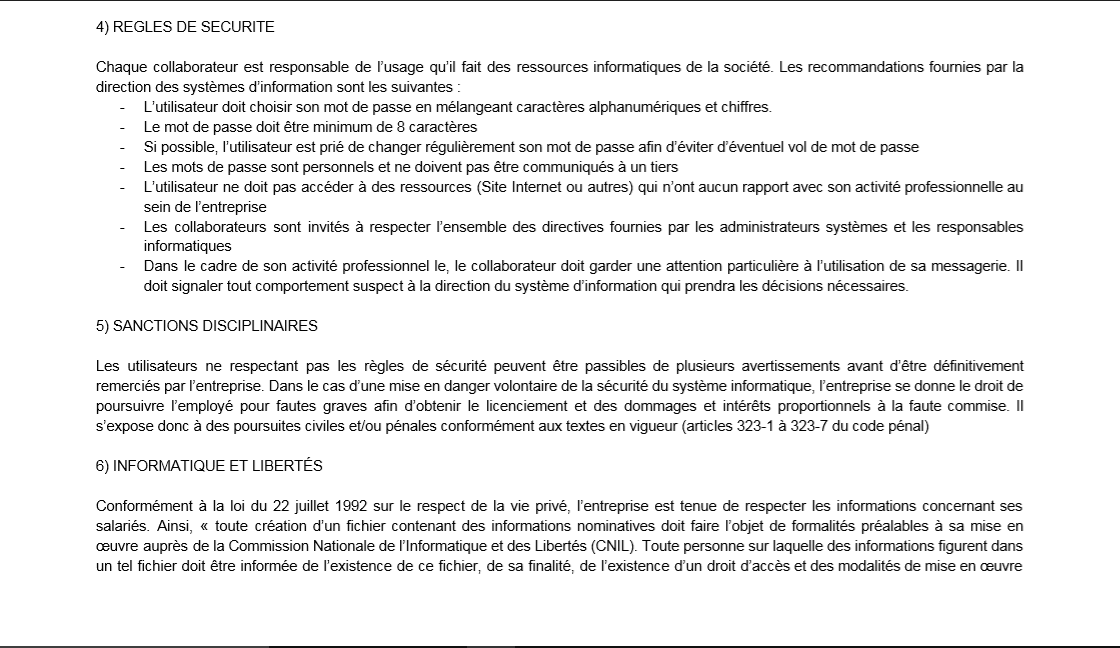 4) REGLES DE SECURITE
Chaque collaborateur est responsable de l’usage qu’il fait des ressources informatiques de la société. Les recommandations fournies par la
direction des systèmes d’information sont les suivantes :
- L’utilisateur doit choisir son mot de passe en mélangeant caractères alphanumériques et chiffres.
- Le mot de passe doit être minimum de 8 caractères
- Si possible, l’utilisateur est prié de changer régulièrement son mot de passe afin d’éviter d’éventuel vol de mot de passe
- Les mots de passe sont personnels et ne doivent pas être communiqués à un tiers
- L’utilisateur ne doit pas accéder à des ressources (Site Internet ou autres) qui n’ont aucun rapport avec son activité professionnelle au
sein de l’entreprise
- Les collaborateurs sont invités à respecter l’ensemble des directives fournies par les administrateurs systèmes et les responsables
informatiques
- Dans le cadre de son activité professionnel le, le collaborateur doit garder une attention particulière à l’utilisation de sa messagerie. Il
doit signaler tout comportement suspect à la direction du système d’information qui prendra les décisions nécessaires.
5) SANCTIONS DISCIPLINAIRES
Les utilisateurs ne respectant pas les règles de sécurité peuvent être passibles de plusieurs avertissements avant d’être définitivement
remerciés par l’entreprise. Dans le cas d’une mise en danger volontaire de la sécurité du système informatique, l’entreprise se donne le droit de
poursuivre l’employé pour fautes graves afin d’obtenir le licenciement et des dommages et intérêts proportionnels à la faute commise. Il
s’expose donc à des poursuites civiles et/ou pénales conformément aux textes en vigueur (articles 323-1 à 323-7 du code pénal)
6) INFORMATIQUE ET LIBERTÉS
Conformément à la loi du 22 juillet 1992 sur le respect de la vie privé, l’entreprise est tenue de respecter les informations concernant ses
salariés. Ainsi, « toute création d’un fichier contenant des informations nominatives doit faire l’objet de formalités préalables à sa mise en
œuvre auprès de la Commission Nationale de l’Informatique et des Libertés (CNIL). Toute personne sur laquelle des informations figurent dans
un tel fichier doit être informée de l’existence de ce fichier, de sa finalité, de l’existence d’un droit d’accès et des modalités de mise en œuvre